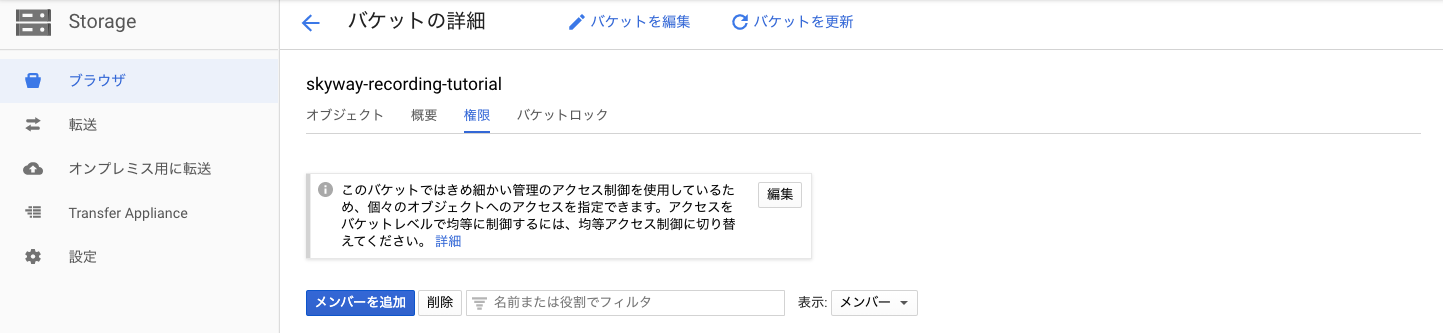 Storage
バケットの詳細
バケットを編集
バケットを更新
ブラウザ
転送
オンプレミス用に転送
Transfer Appliance
設定
skyway-recording-tutorial
オブジェクト 概要 権限 バケットロック
このバケットではきめ細かい管理のアクセス制御を使用しているた
め、個々のオブジェクトへのアクセスを指定できます。アクセスを
バケットレベルで均等に制御するには、均等アクセス制御に切り替
えてください。 詳細
編集
メンバーを追加 削除 名前または役割でフィルタ 表示: メンバー